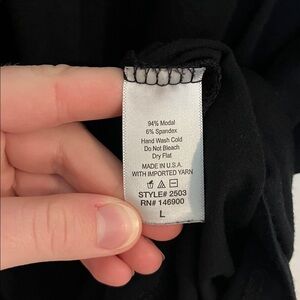 94% Modal
6% Spandex
Hand Wash Cold
Do Not Bleach
Dry Flat
MADE IN U.S.A.
WITH IMPORTED YARN
STYLE# 2503
RN# 146900
L